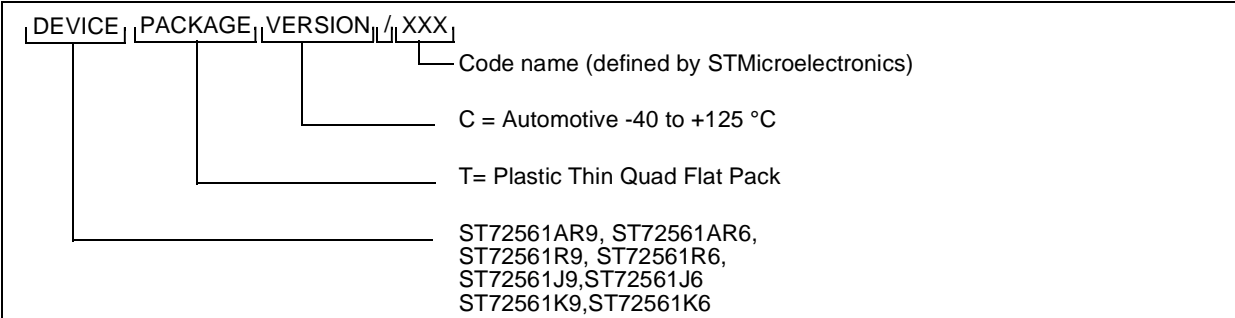 DEVICE PACKAGE VERSION / XXX
Code name (defined by STMicroelectronics)
C = Automotive -40 to +125 °C
T= Plastic Thin Quad Flat Pack
ST72561AR9, ST72561AR6,
ST72561R9, ST72561R6,
ST72561J9,ST72561J6
ST72561K9,ST72561K6